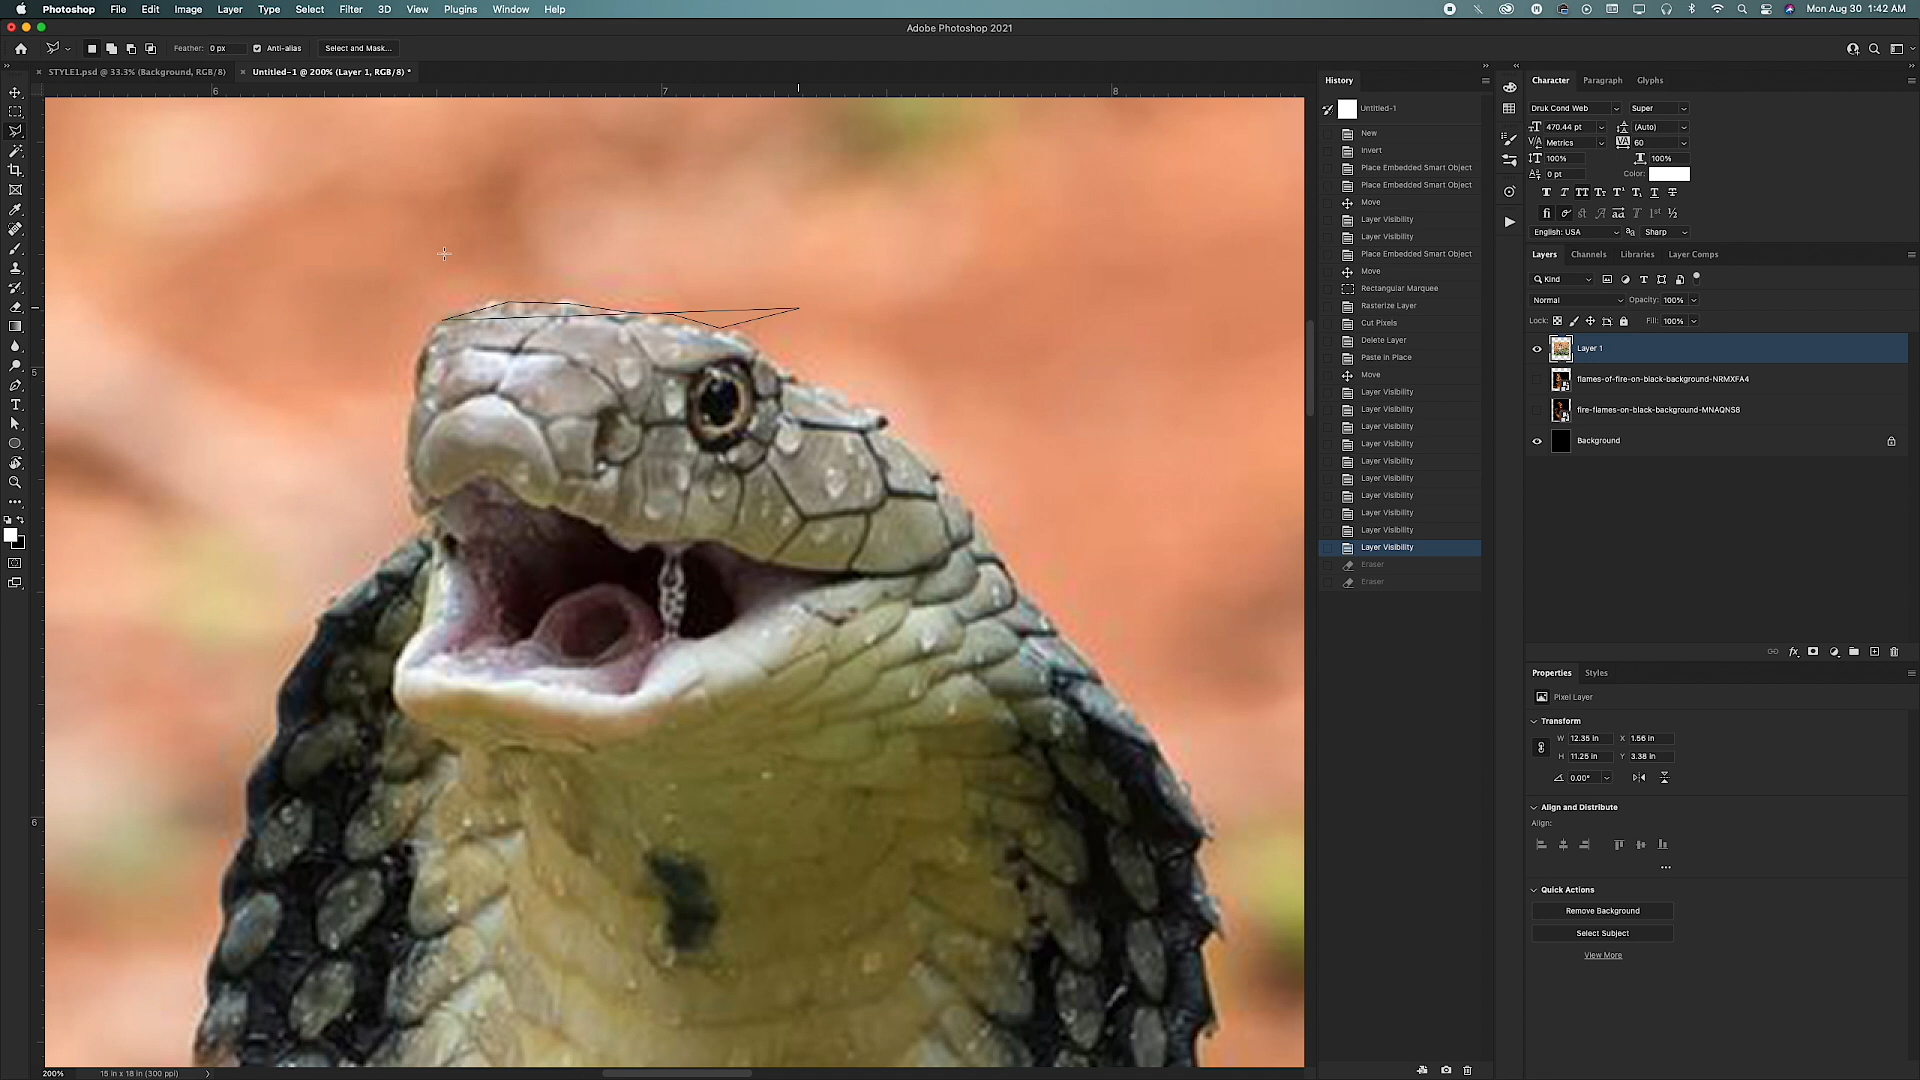 Photoshop File Edit Image Layer Type Select Filter 3D View Plugins Window Help Mon Aug 30 1:42 AM
Adobe Photoshop 2021
Feather: 0 px Anti-alias Select and Mask...
STYLE1.psd @ 33.3% (Background, RGB/8) Untitled-1 @ 200% (Layer 1, RGB/8) *
6 7 8
5
6
History
Untitled-1
New
Invert
Place Embedded Smart Object
Place Embedded Smart Object
Move
Layer Visibility
Layer Visibility
Place Embedded Smart Object
Move
Rectangular Marquee
Rasterize Layer
Cut Pixels
Delete Layer
Paste In Place
Move
Layer Visibility
Layer Visibility
Layer Visibility
Layer Visibility
Layer Visibility
Layer Visibility
Layer Visibility
Layer Visibility
Layer Visibility
Layer Visibility
Eraser
Eraser
Character Paragraph Glyphs
Druk Cond Web Super
470.44 pt (Auto)
Metrics 60
100% 100%
0 pt Color:
English: USA Sharp
Layers Channels Libraries Layer Comps
Kind
Normal Opacity: 100%
Lock: Fill: 100%
Layer 1
flames-of-fire-on-black-background-NRMXFA4
fire-flames-on-black-background-MNAQNS8
Background
Properties Styles
Pixel Layer
Transform
W 12.35 in X 1.56 in
H 11.25 in Y 3.38 in
0.00°
Align and Distribute
Align:
Quick Actions
Remove Background
Select Subject
View More
200% 15 in x 18 in (300 ppi)